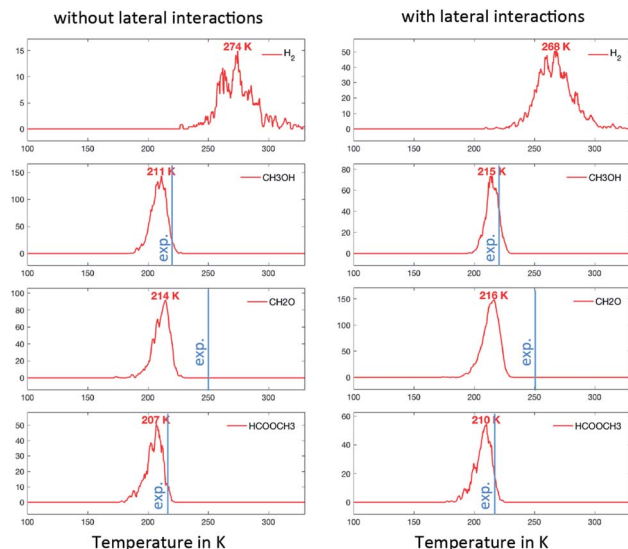 without lateral interactions
with lateral interactions
274 K
H2
15
10
5
0
100 150 200 250 300
268 K
H2
50
40
30
20
10
0
100 150 200 250 300
211 K
CH3OH
150
100
50
0
exp.
100 150 200 250 300
215 K
CH3OH
80
60
40
20
0
exp.
100 150 200 250 300
214 K
CH2O
100
80
60
40
20
0
exp.
100 150 200 250 300
216 K
CH2O
150
100
50
0
exp.
100 150 200 250 300
207 K
HCOOCH3
50
40
30
20
10
0
exp.
100 150 200 250 300
210 K
HCOOCH3
60
40
20
0
exp.
100 150 200 250 300
Temperature in K
Temperature in K